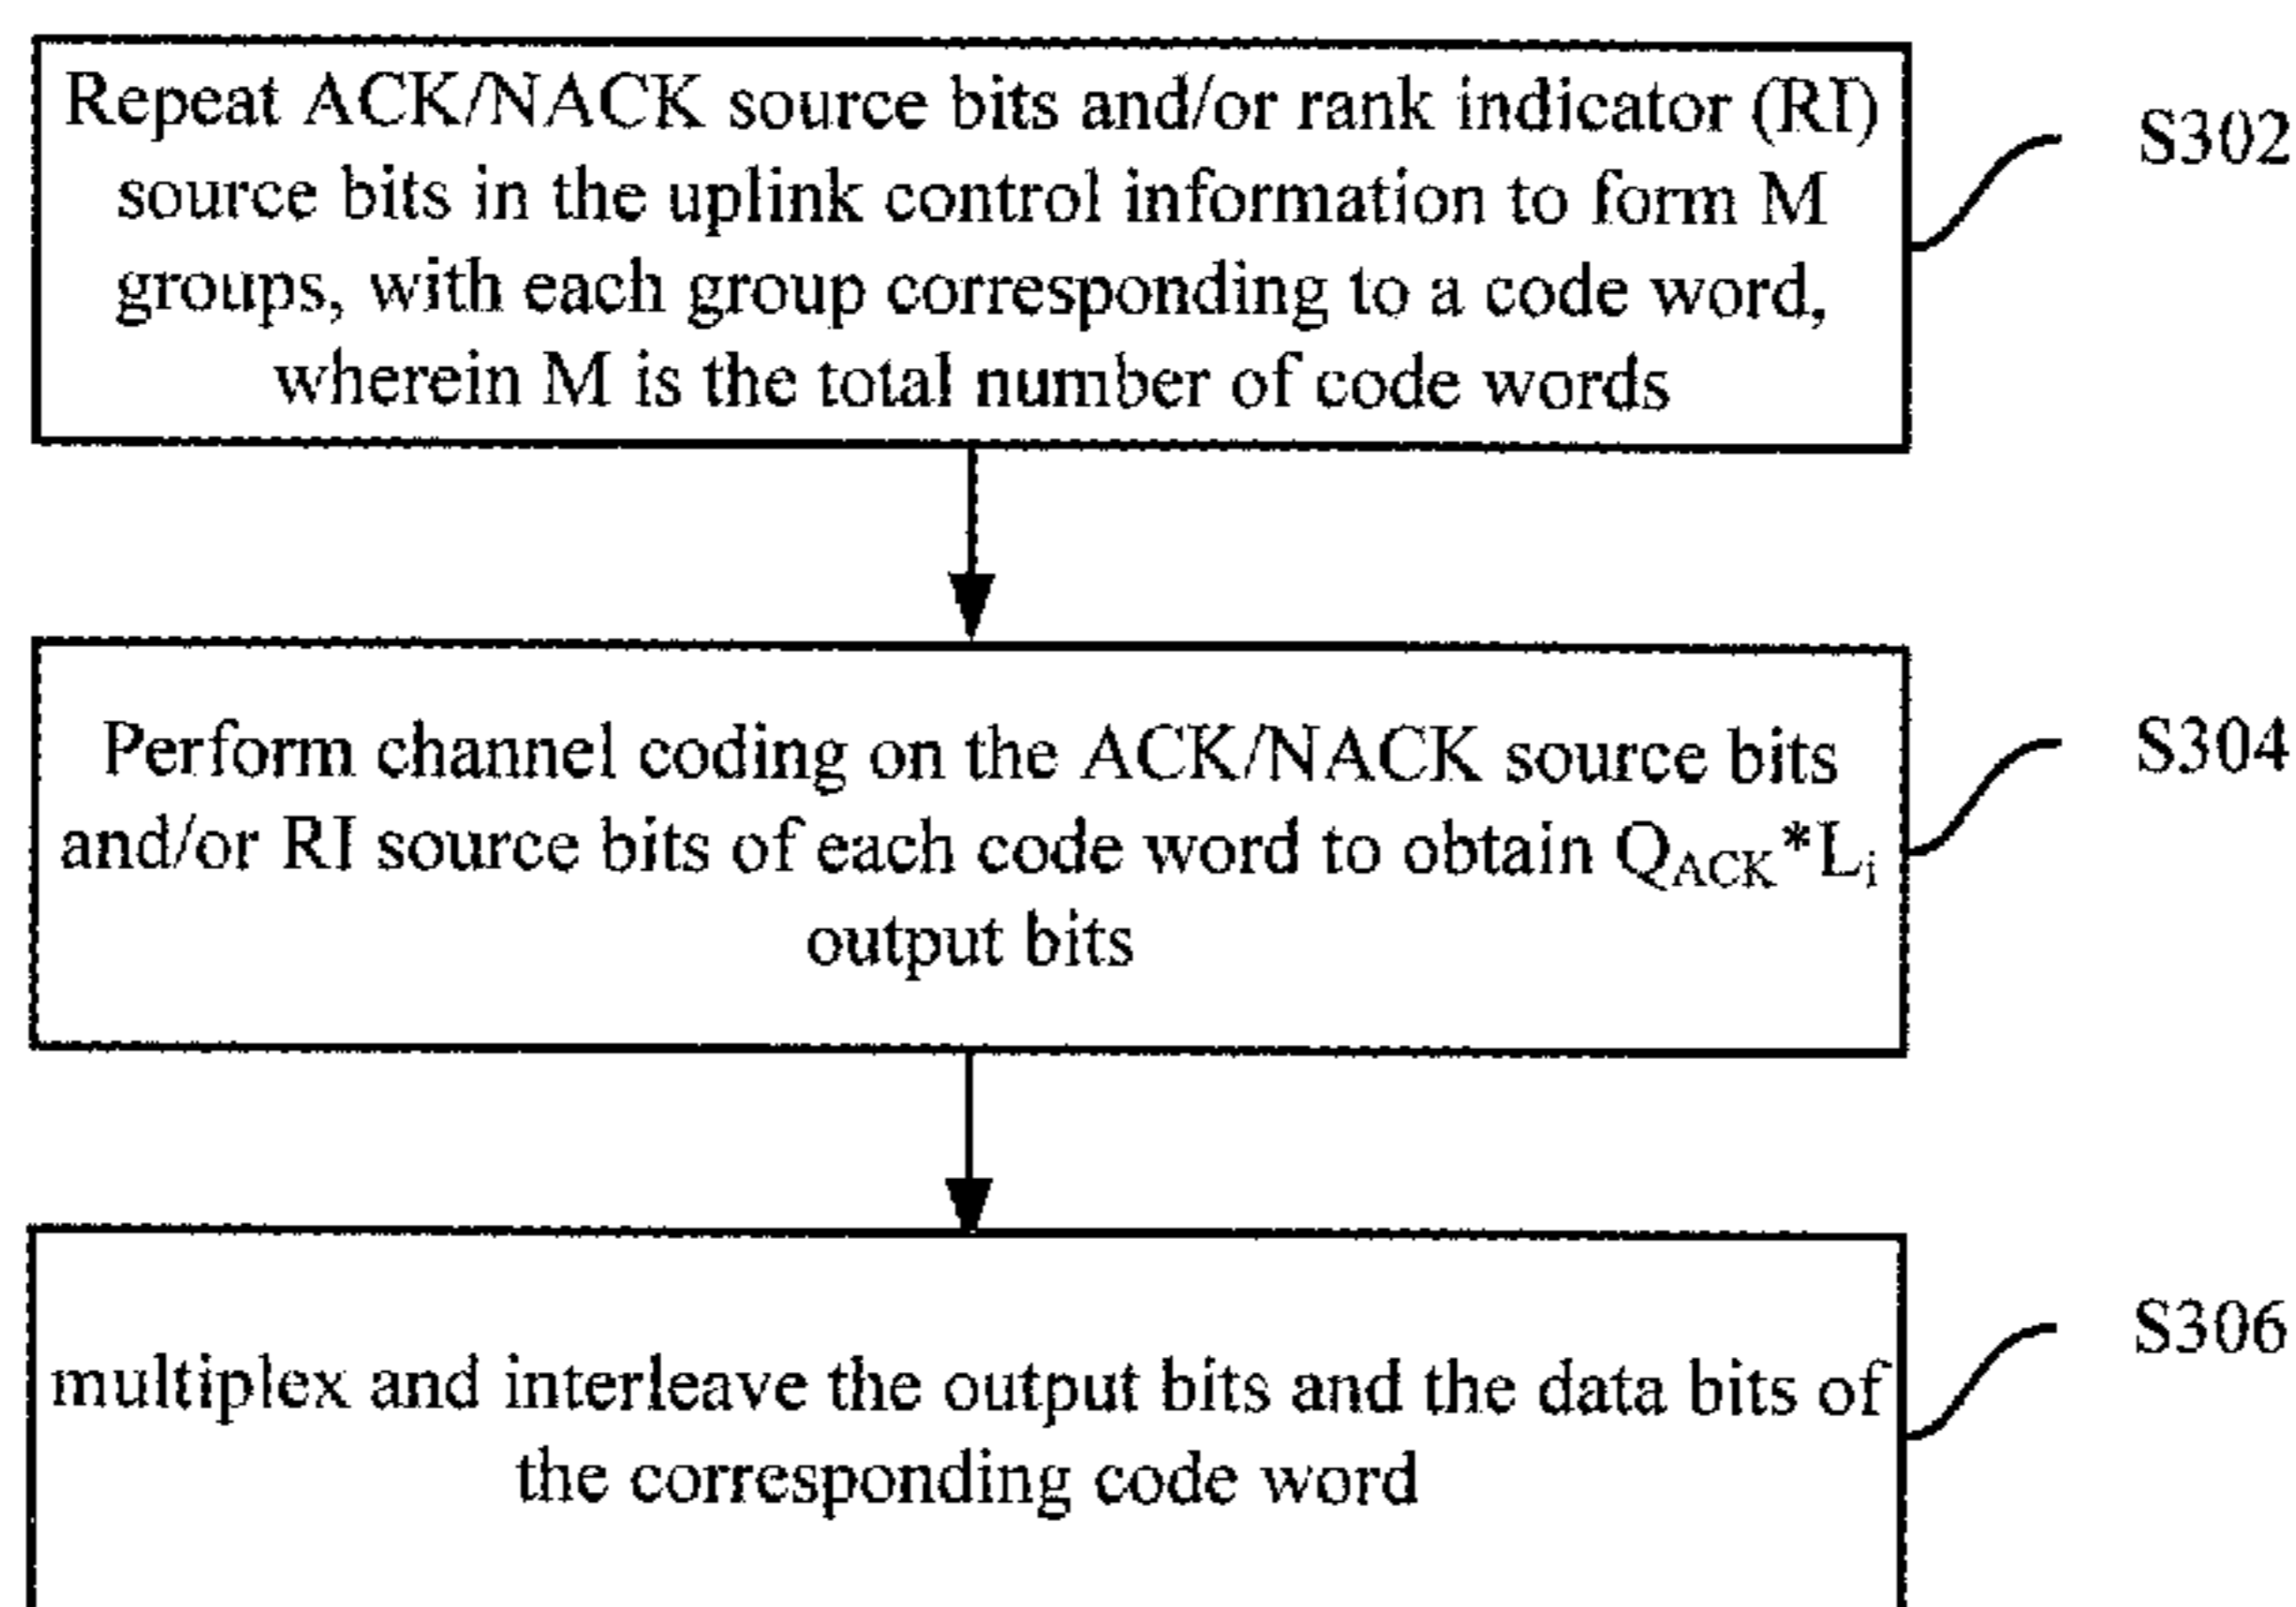 Repeat ACK/NACK source bits and/or rank indicator (RI)
source bits in the uplink control information to form M
groups, with each group corresponding to a code word,
wherein M is the total number of code words
S302
Perform channel coding on the ACK/NACK source bits
and/or RI source bits of each code word to obtain Q_ACK*L_i
output bits
S304
multiplex and interleave the output bits and the data bits of
the corresponding code word
S306